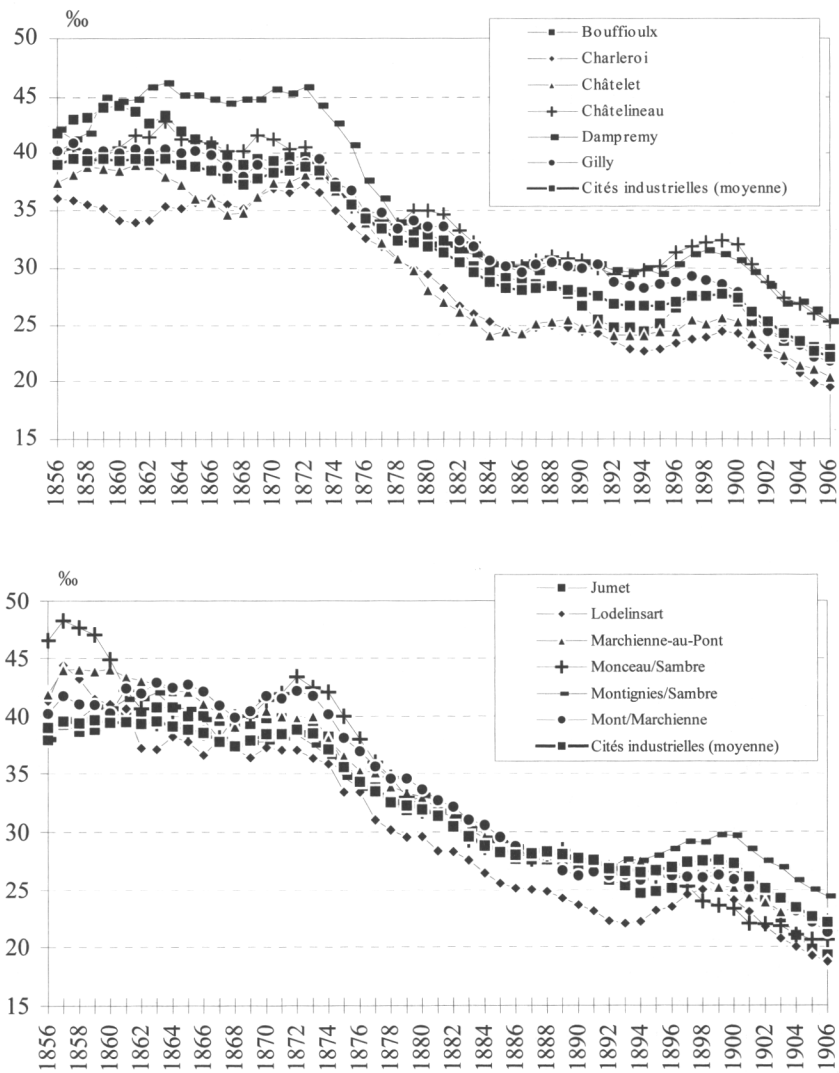 ‰
50
45
40
35
30
25
20
15
Bouffioulx
Charleroi
Châtelet
Châtelineau
Dampremy
Gilly
Cités industrielles (moyenne)
1856 1858 1860 1862 1864 1866 1868 1870 1872 1874 1876 1878 1880 1882 1884 1886 1888 1890 1892 1894 1896 1898 1900 1902 1904 1906
‰
50
45
40
35
30
25
20
15
Jumet
Lodelinsart
Marchienne-au-Pont
Monceau/Sambre
Montignies/Sambre
Mont/Marchienne
Cités industrielles (moyenne)
1856 1858 1860 1862 1864 1866 1868 1870 1872 1874 1876 1878 1880 1882 1884 1886 1888 1890 1892 1894 1896 1898 1900 1902 1904 1906